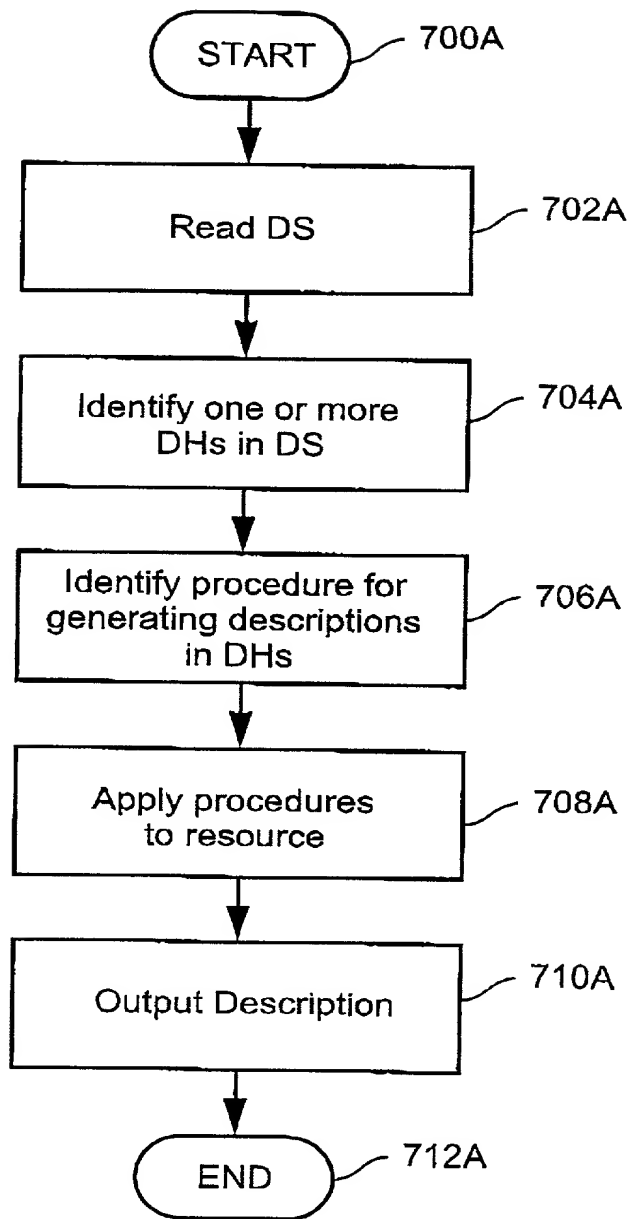 START
700A
Read DS
702A
Identify one or more
DHs in DS
704A
Identify procedure for
generating descriptions
in DHs
706A
Apply procedures
to resource
708A
Output Description
710A
END
712A